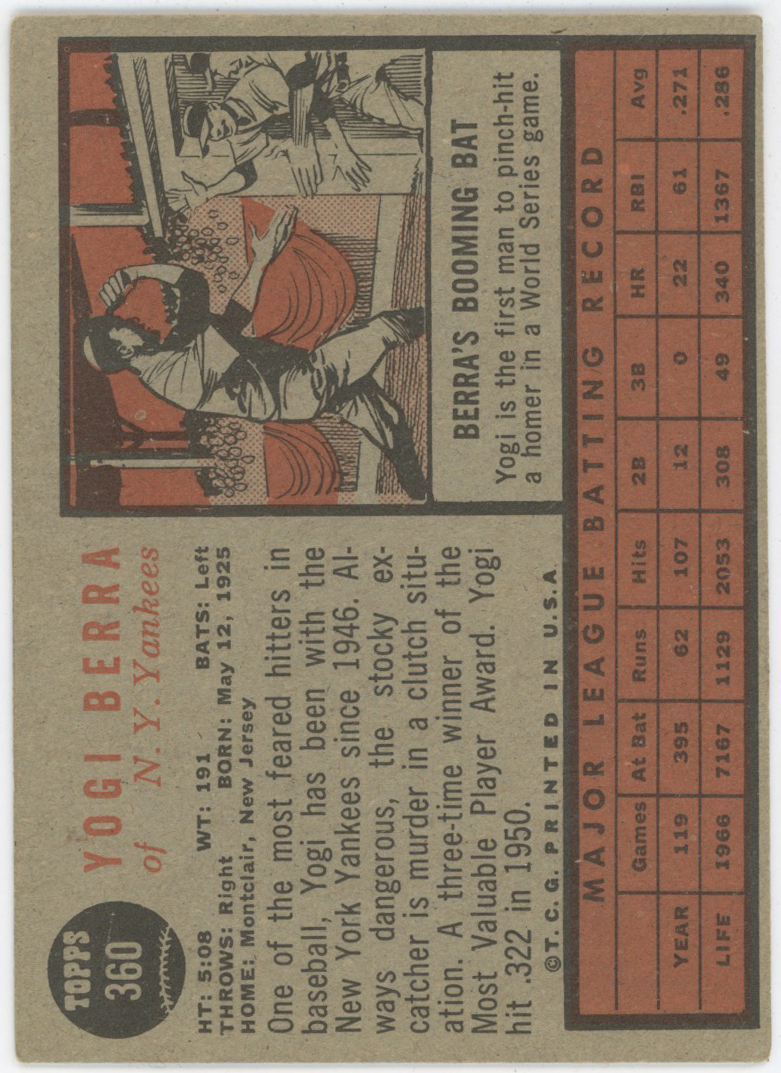 TOPPS
360
YOGI BERRA
of N.Y. Yankees
HT: 5:08 WT: 191 BATS: Left
THROWS: Right BORN: May 12, 1925
HOME: Montclair, New Jersey
One of the most feared hitters in
baseball, Yogi has been with the
New York Yankees since 1946. Al-
ways dangerous, the stocky ex-
catcher is murder in a clutch situ-
ation. A three-time winner of the
Most Valuable Player Award. Yogi
hit .322 in 1950.
©T. C. G. PRINTED IN U.S.A
BERRA'S BOOMING BAT
Yogi is the first man to pinch-hit
a homer in a World Series game.
MAJOR LEAGUE BATTING RECORD
Games At Bat Runs Hits 2B 3B HR RBI Avg
YEAR 119 395 62 107 12 0 22 61 .271
LIFE 1966 7167 1129 2053 308 49 340 1367 .286